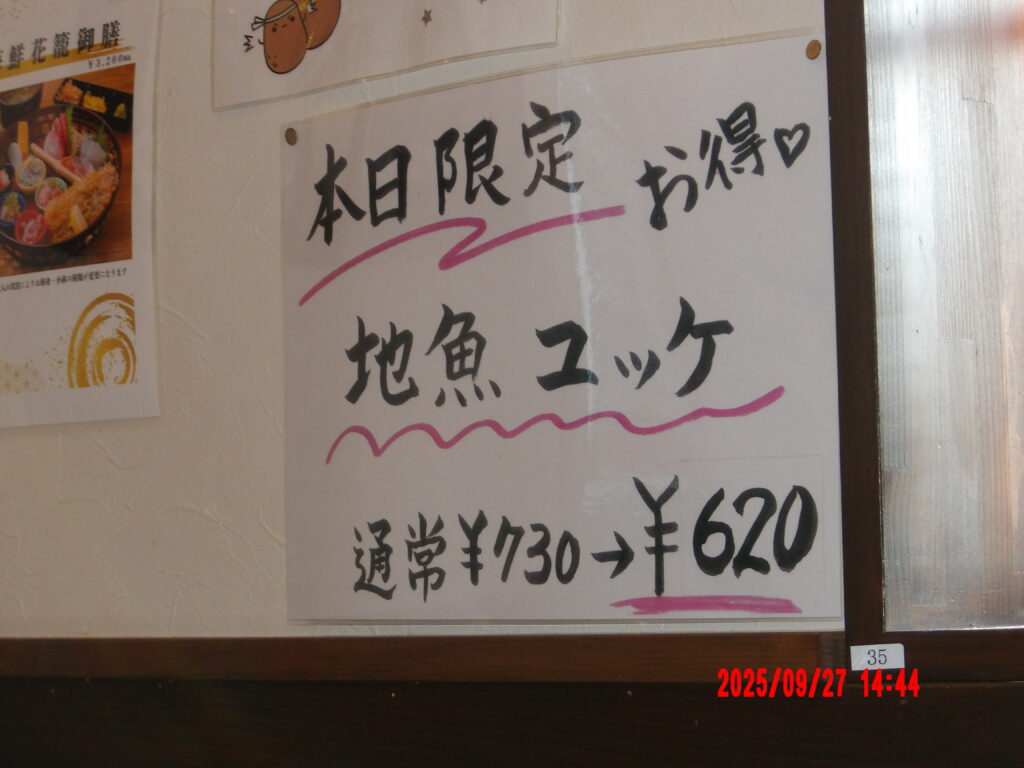 鮮花籠御膳
¥3,200
本日限定 お得♡
地魚 ユッケ
通常¥730→¥620
35
2025/09/27 14:44